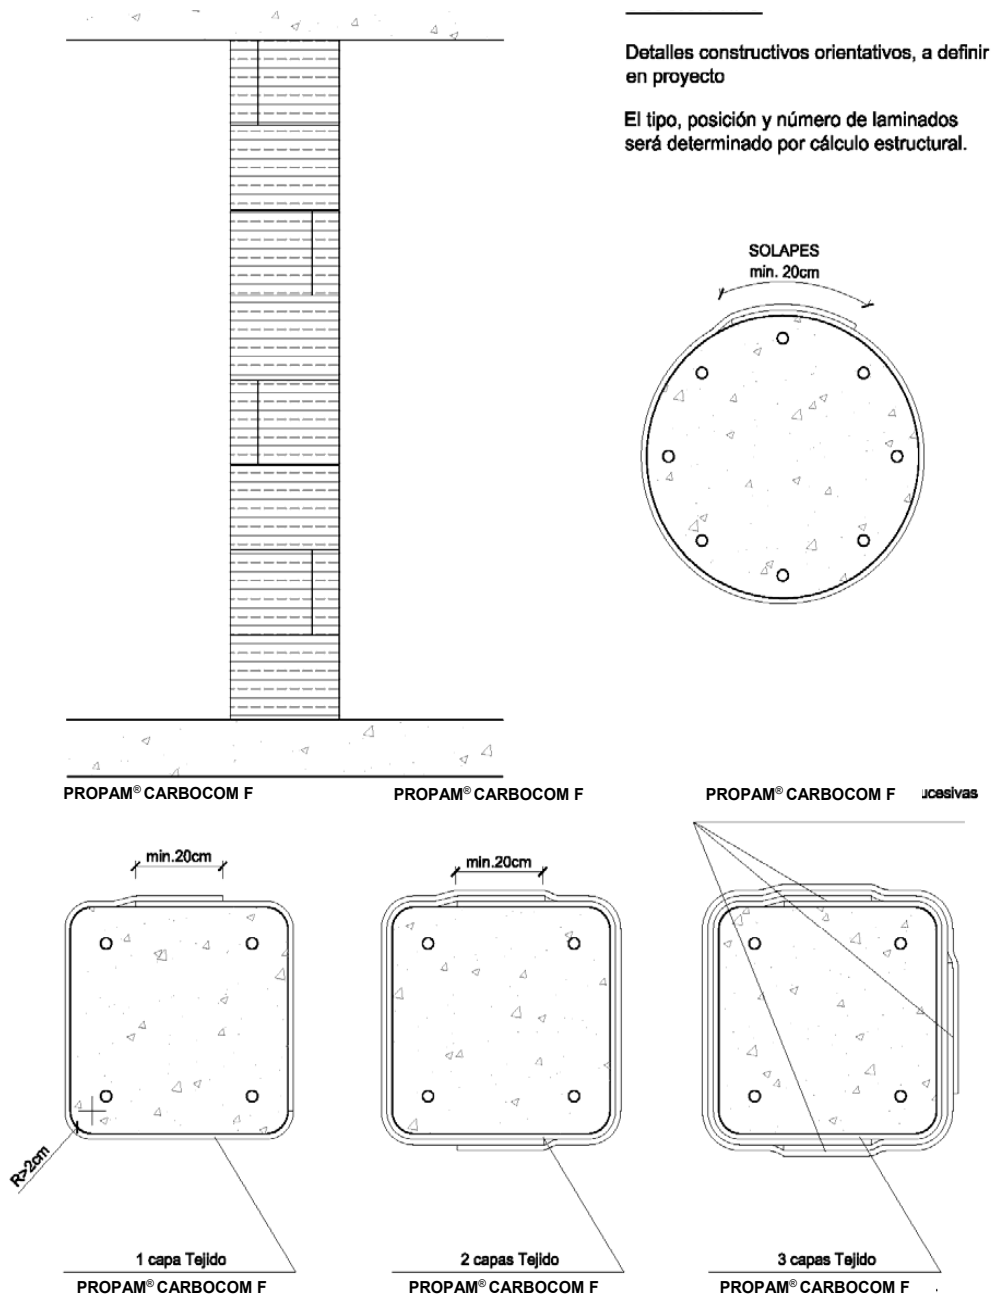 Detalles constructivos orientativos, a definir
en proyecto
El tipo, posición y número de laminados
será determinado por cálculo estructural.
SOLAPES
min. 20cm
PROPAM® CARBOCOM F
PROPAM® CARBOCOM F
PROPAM® CARBOCOM F ucesivas
min.20cm
min.20cm
R>2cm
1 capa Tejido
PROPAM® CARBOCOM F
2 capas Tejido
PROPAM® CARBOCOM F
3 capas Tejido
PROPAM® CARBOCOM F